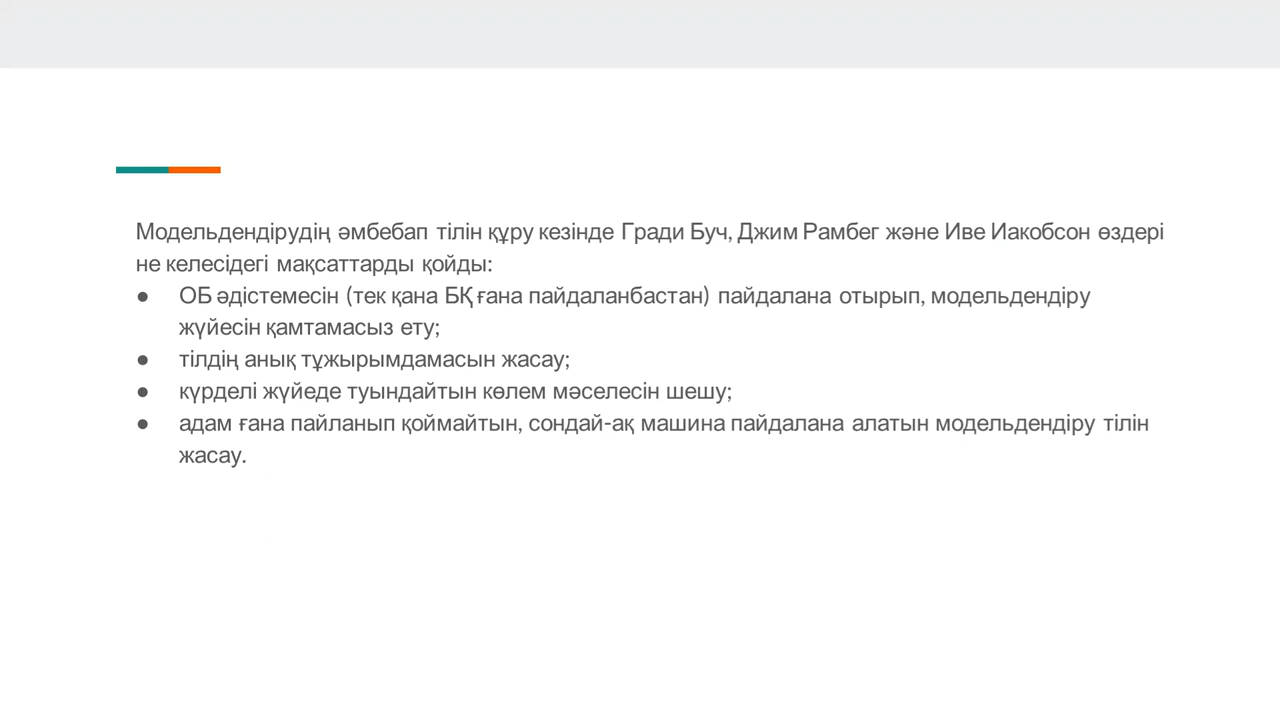 Модельдендірудің әмбебап тілін құру кезінде Гради Буч, Джим Рамбег және Иве Иакобсон өздері
не келесідегі мақсаттарды қойды:
● ОБ әдістемесін (тек қана БҚ ғана пайдаланбастан) пайдалана отырып, модельдендіру
жүйесін қамтамасыз ету;
● тілдің анық тұжырымдамасын жасау;
● күрделі жүйеде туындайтын көлем мәселесін шешу;
● адам ғана пайланып қоймайтын, сондай-ақ машина пайдалана алатын модельдендіру тілін
жасау.